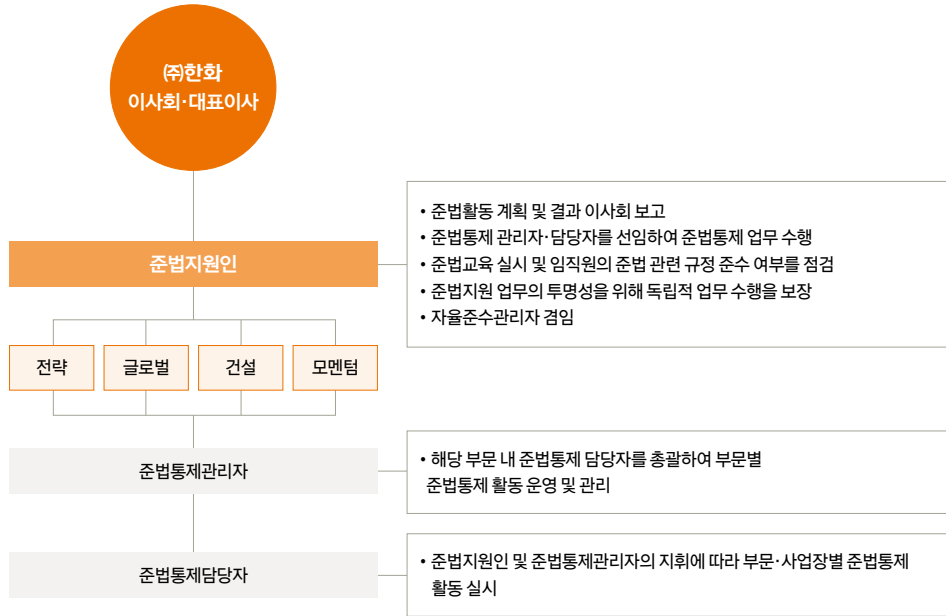 ㈜한화
이사회·대표이사
준법지원인
• 준법활동 계획 및 결과 이사회 보고
• 준법통제 관리자·담당자를 선임하여 준법통제 업무 수행
• 준법교육 실시 및 임직원의 준법 관련 규정 준수 여부를 점검
• 준법지원 업무의 투명성을 위해 독립적 업무 수행을 보장
• 자율준수관리자 겸임
전략
글로벌
건설
모멘텀
준법통제관리자
• 해당 부문 내 준법통제 담당자를 총괄하여 부문별
준법통제 활동 운영 및 관리
준법통제담당자
• 준법지원인 및 준법통제관리자의 지휘에 따라 부문·사업장별 준법통제
활동 실시